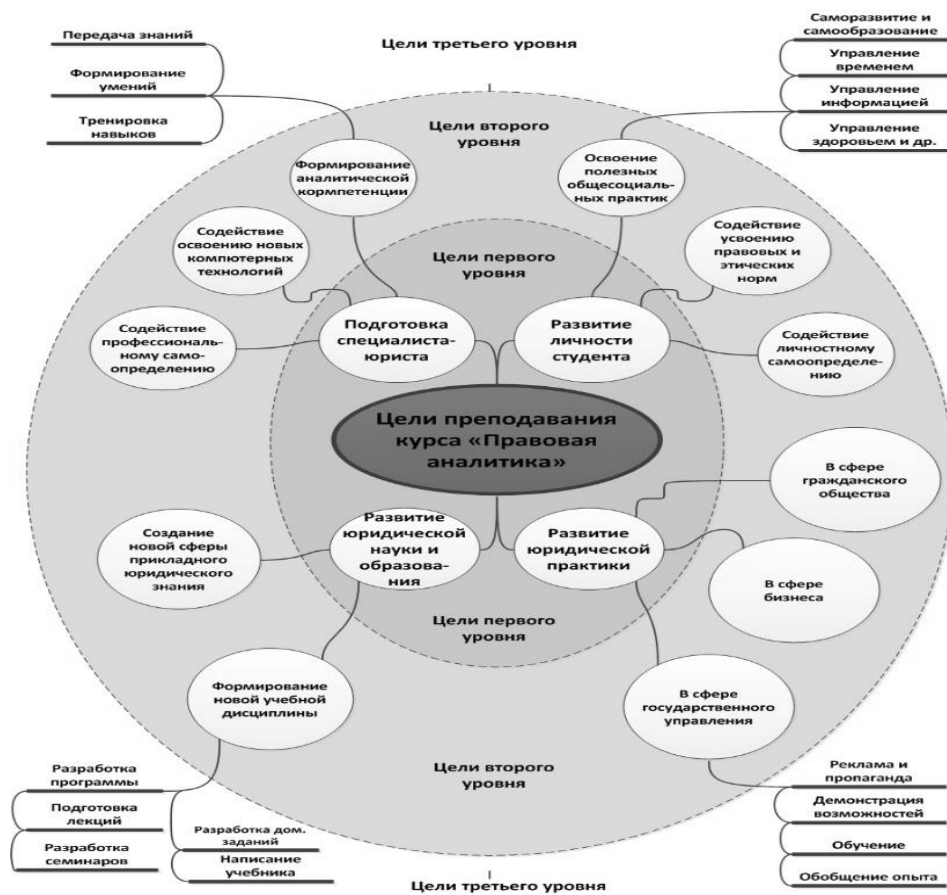 Передача знаний
Формирование
умений
Тренировка
навыков
Цели третьего уровня
Саморазвитие и
самообразование
Управление
временем
Управление
информацией
Управление
здоровьем и др.
Цели второго
уровня
Формирование
аналитической
кормпетенции
Освоение
полезных
общесоциаль-
ных практик
Содействие
освоению новых
компютерных
технологий
Содействие
усвоению
правовых и
этических
норм
Цели первого
уровня
Содействие
профессиональ-
ному само-
определению
Подготовка
специалиста-
юриста
Развитие
личности
студента
Содействие
личностному
самоопределе-
нию
Цели преподавания
курса «Правовая
аналитика»
В сфере
гражданского
общества
Создание
новой сферы
прикладного
юридического
знания
Развитие
юридической
науки и
образова-
ния
Развитие
юридической
практики
В сфере
бизнеса
Цели первого
уровня
Формирование
новой учебной
дисциплины
В сфере
государственного
управления
Цели второго
уровня
Разработка
программы
Подготовка
лекций
Разработка
семинаров
Разработка дом.
заданий
Написание
учебника
Реклама и
пропаганда
Демонстрация
возможностей
Обучение
Обобщение опыта
Цели третьего уровня